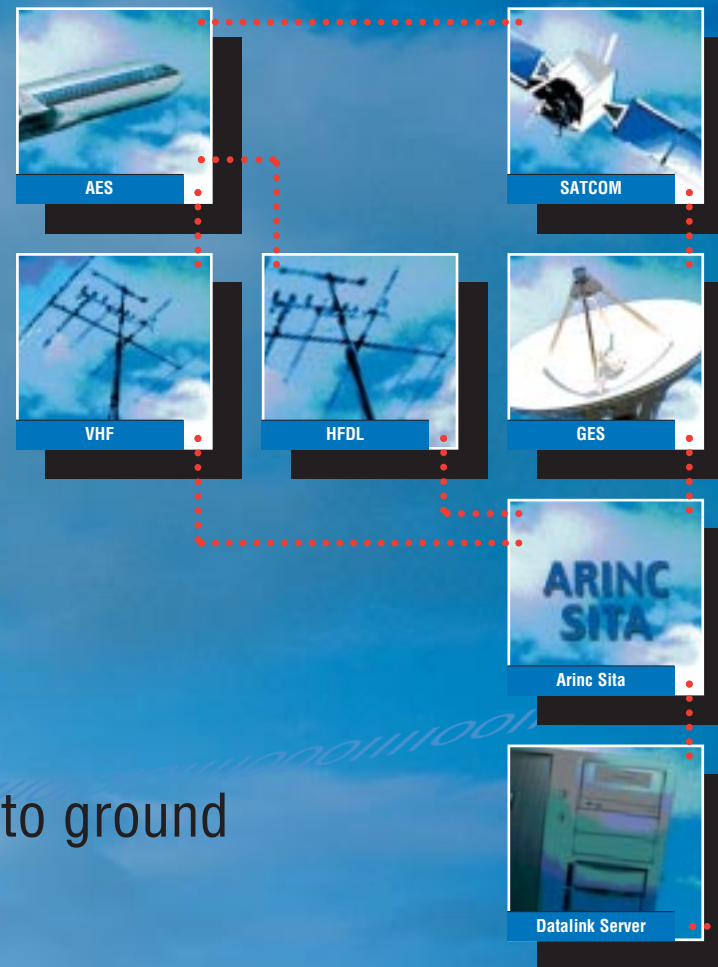 AES
SATCOM
VHF
HFDL
GES
ARINC
SITA
Arinc Sita
to ground
Datalink Server